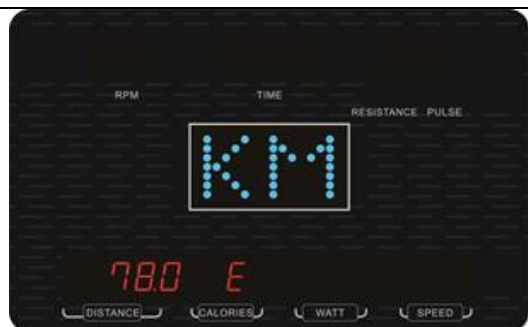 RPM TIME
RESISTANCE PULSE
KM
78.0 E
DISTANCE CALORIES WATT SPEED